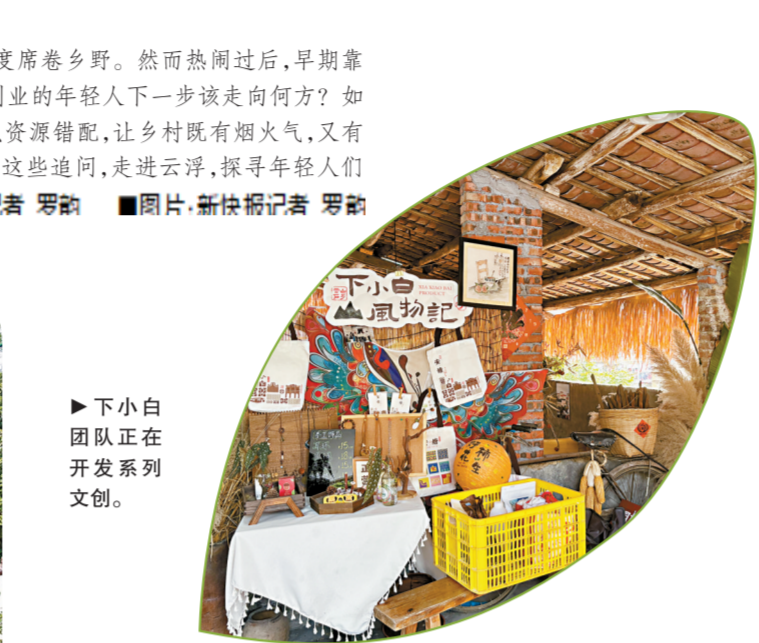 度席卷乡野。然而热闹过后,早期靠
创业的年轻人下一步该走向何方?如
资源错配,让乡村既有烟火气,又有
这些追问,走进云浮,探寻年轻人们
记者 罗韵 ■图片·新快报记者 罗韵
下小白
風物記
▶下小白
团队正在
开发系列
文创。